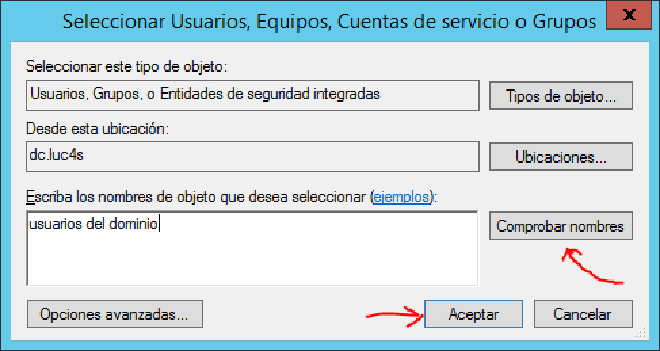 Seleccionar Usuarios, Equipos, Cuentas de servicio o Grupos
x
Seleccionar este tipo de objeto:
Usuarios, Grupos, o Entidades de seguridad integradas
Tipos de objeto...
Desde esta ubicación:
dc.luc4s
Ubicaciones...
Escriba los nombres de objeto que desea seleccionar (ejemplos):
usuarios del dominio
Comprobar nombres
Opciones avanzadas...
Aceptar
Cancelar